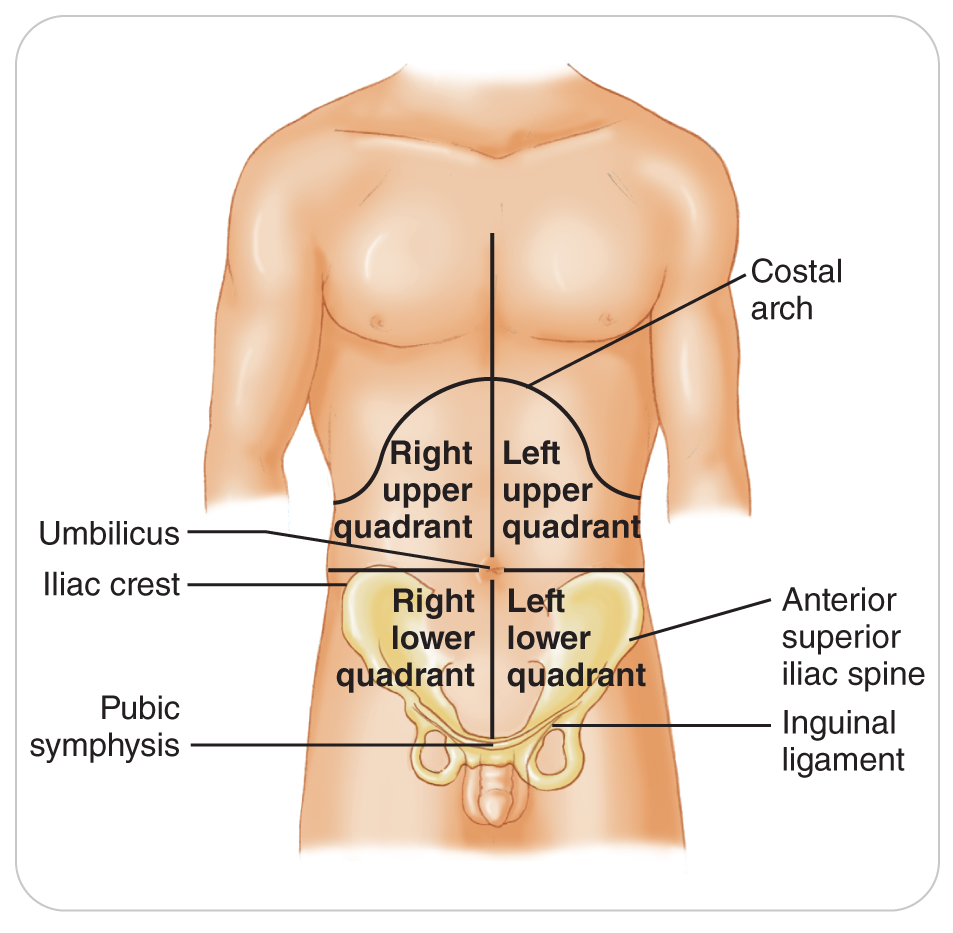 Costal
arch
Right
upper
quadrant
Left
upper
quadrant
Umbilicus
Iliac crest
Right
lower
quadrant
Left
lower
quadrant
Anterior
superior
iliac spine
Pubic
symphysis
Inguinal
ligament